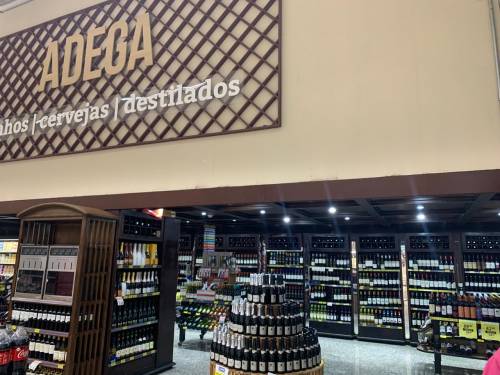 ADEGA
nhos | cervejas | destilados